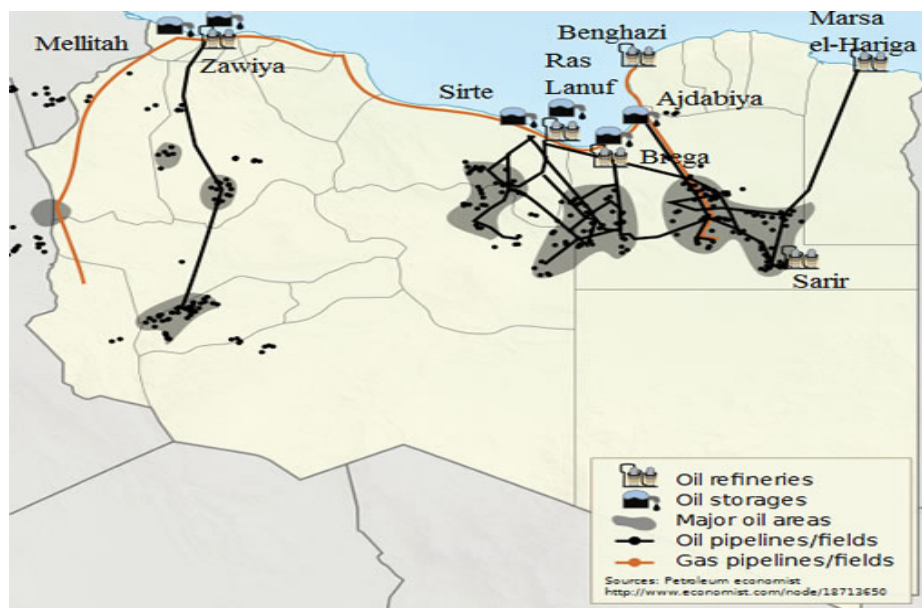 Mellitah
Zawiya
Sirte
Benghazi
Ras
Lanuf
Ajdabiya
Brega
Marsa
el-Hariga
Sarir
Oil refineries
Oil storages
Major oil areas
Oil pipelines/fields
Gas pipelines/fields
Sources: Petroleum economist
http://www.economist.com/node/18713650